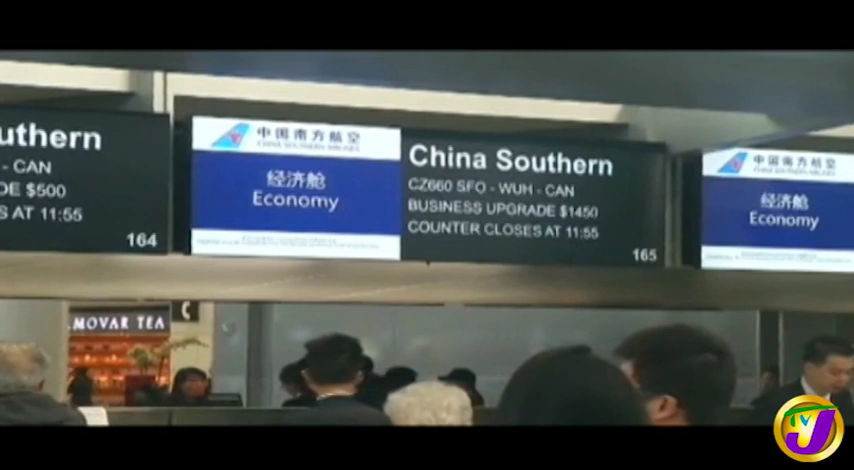 uthern
- CAN
DE $500
S AT 11:55
164
中国南方航空
CHINA SOUTHERN AIRLINES
经济舱
Economy
China Southern
CZ660 SFO - WUH - CAN
BUSINESS UPGRADE $1450
COUNTER CLOSES AT 11:55
165
中国南方航空
CHINA SOUTHERN AIRLINES
经济舱
Economy
MOVAR TEA
C
TVJ